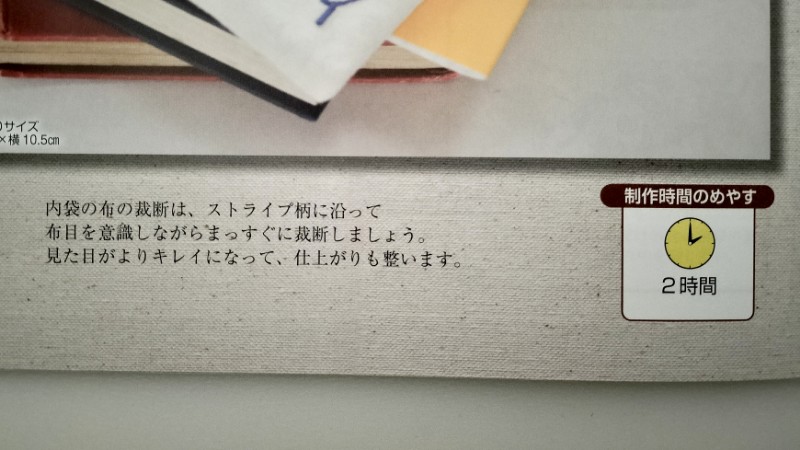 サイズ
×横10.5㎝
内袋の布の裁断は、ストライプ柄に沿って
布目を意識しながらまっすぐに裁断しましょう。
見た目がよりキレイになって、仕上がりも整います。
制作時間のめやす
2時間